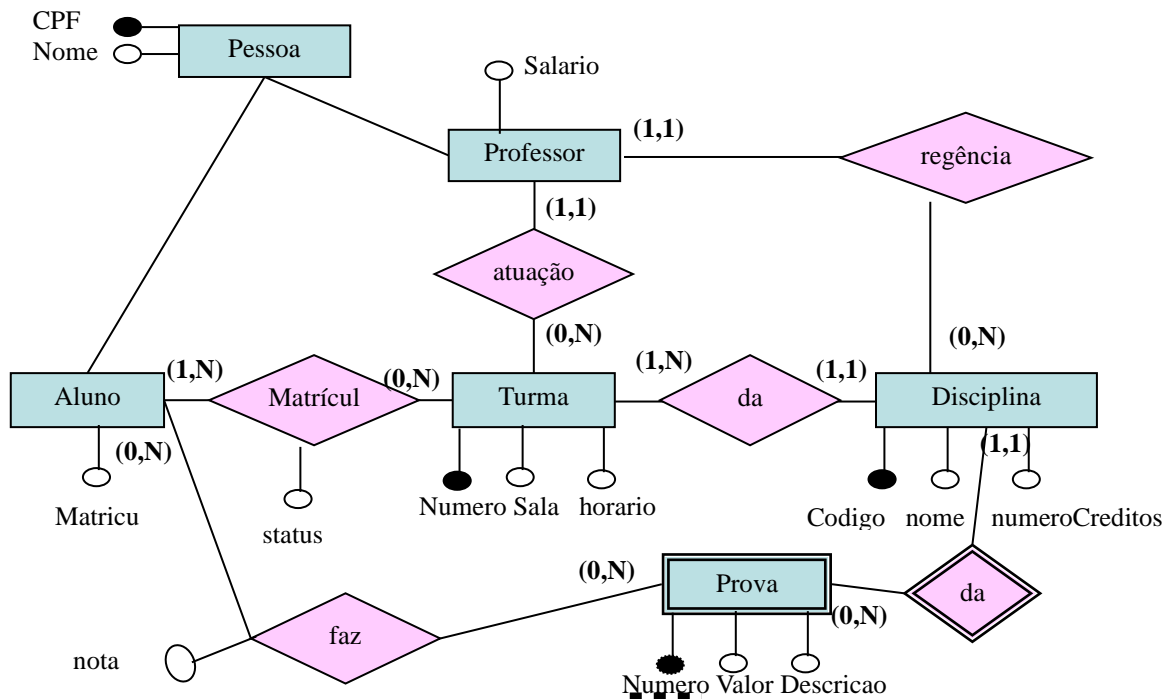 CPF
Nome
Pessoa
Salario
Professor
(1,1)
regência
(1,1)
atuação
(0,N)
(1,N)
(0,N)
(1,N)
(1,1)
(0,N)
Aluno
Matrícul
Turma
da
Disciplina
(0,N)
(1,1)
Matricu
status
Numero Sala horario
Codigo nome numeroCreditos
(0,N)
Prova
(0,N)
da
faz
nota
Numero Valor Descricao